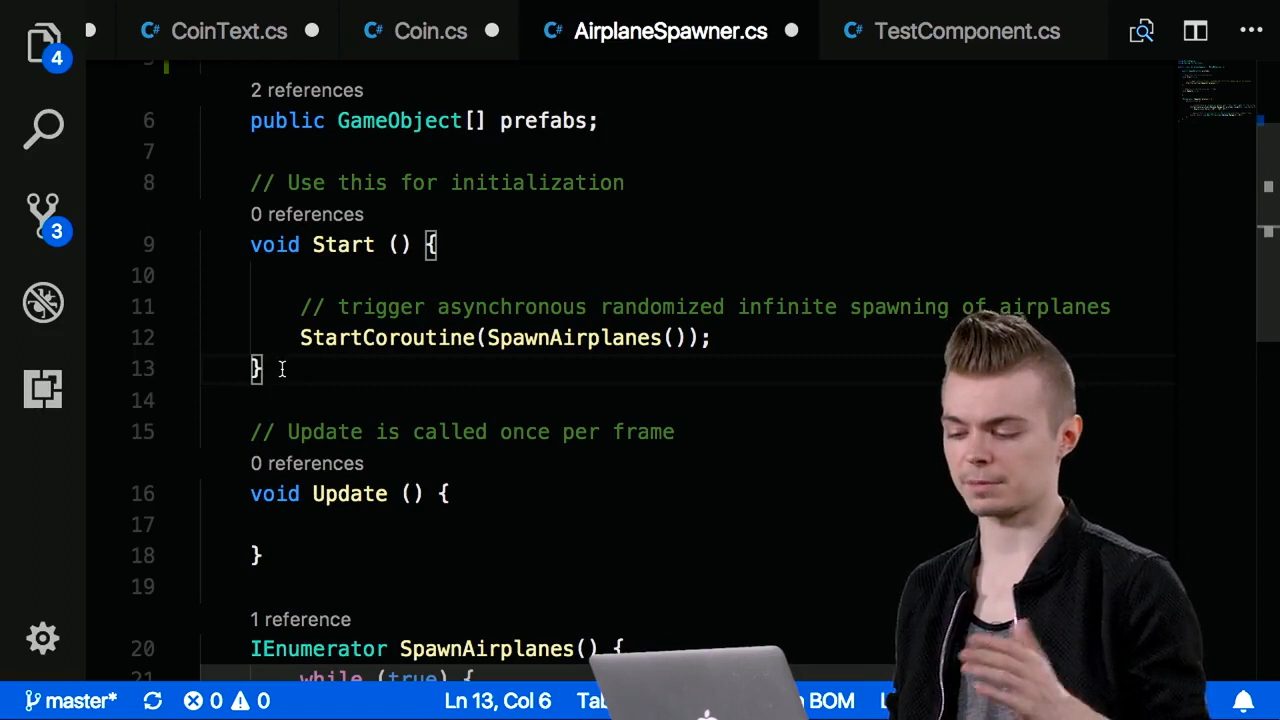 CoinText.cs Coin.cs AirplaneSpawner.cs TestComponent.cs
4
3
2 references
6 public GameObject[] prefabs;
7
8 // Use this for initialization
0 references
9 void Start () {
10
11 // trigger asynchronous randomized infinite spawning of airplanes
12 StartCoroutine(SpawnAirplanes());
13 }
14
15 // Update is called once per frame
0 references
16 void Update () {
17
18 }
19
1 reference
20 IEnumerator SpawnAirplanes() {
21 while (true) {
master* 0 0 Ln 13, Col 6 BOM